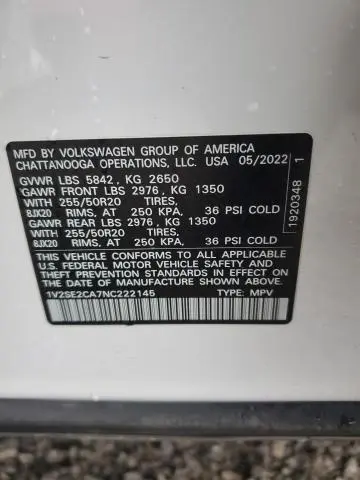 MFD BY VOLKSWAGEN GROUP OF AMERICA
CHATTANOOGA OPERATIONS, LLC. USA 05/2022
GVWR LBS 5842, KG 2650
GAWR FRONT LBS 2976, KG 1350
WITH 255/50R20 TIRES,
8JX20 RIMS, AT 250 KPA, 36 PSI COLD
GAWR REAR LBS 2976, KG 1350
WITH 255/50R20 TIRES,
8JX20 RIMS, AT 250 KPA, 36 PSI COLD
THIS VEHICLE CONFORMS TO ALL APPLICABLE
U.S. FEDERAL MOTOR VEHICLE SAFETY AND
THEFT PREVENTION STANDARDS IN EFFECT ON
THE DATE OF MANUFACTURE SHOWN ABOVE.
1V2SE2CA7NC222145 TYPE: MPV
1920348 1